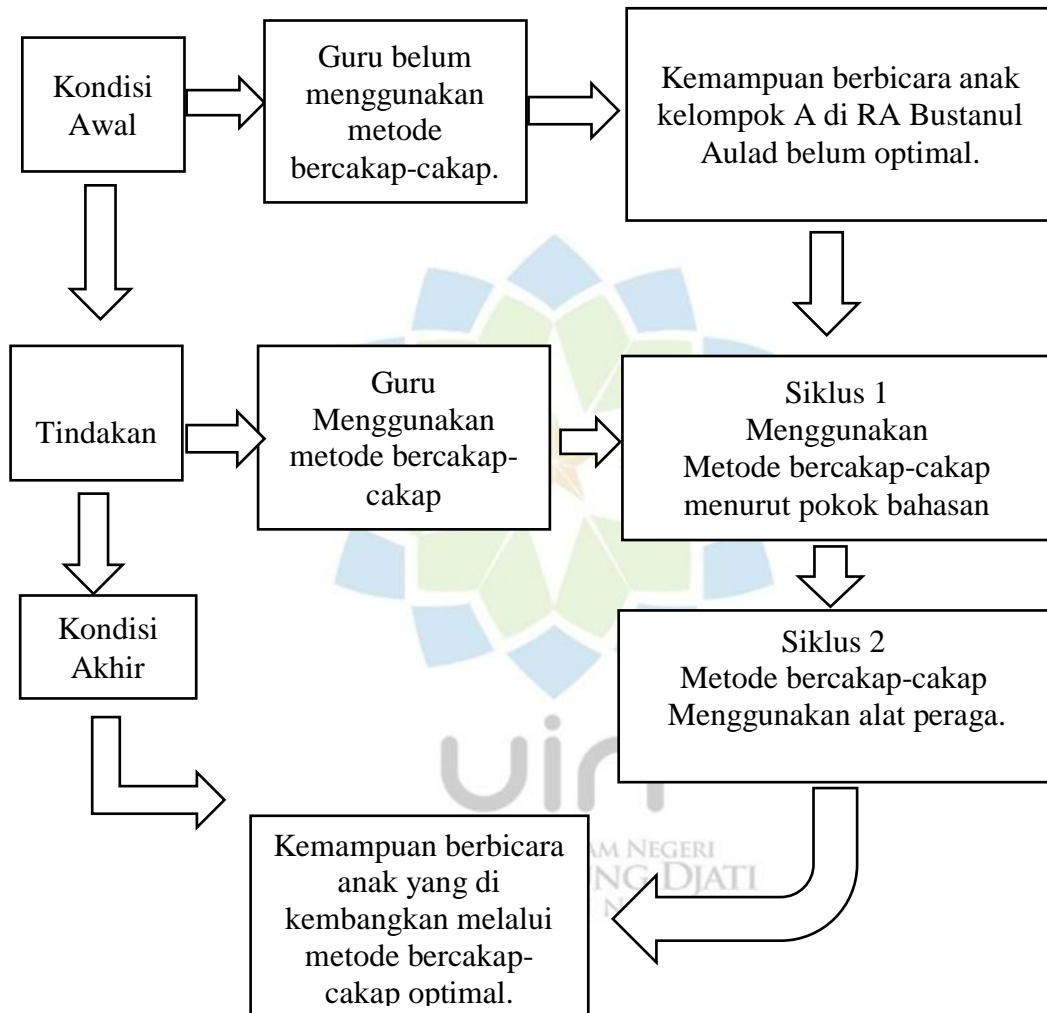 Kondisi
Awal
Guru belum
menggunakan
metode
bercakap-cakap.
Kemampuan berbicara anak
kelompok A di RA Bustanul
Aulad belum optimal.
Tindakan
Guru
Menggunakan
metode bercakap-
cakap
Siklus 1
Menggunakan
Metode bercakap-cakap
menurut pokok bahasan
Kondisi
Akhir
Siklus 2
Metode bercakap-cakap
Menggunakan alat peraga.
Kemampuan berbicara
anak yang di
kembangkan melalui
metode bercakap-
cakap optimal.
uin
AM NEGERI
NG DJATI